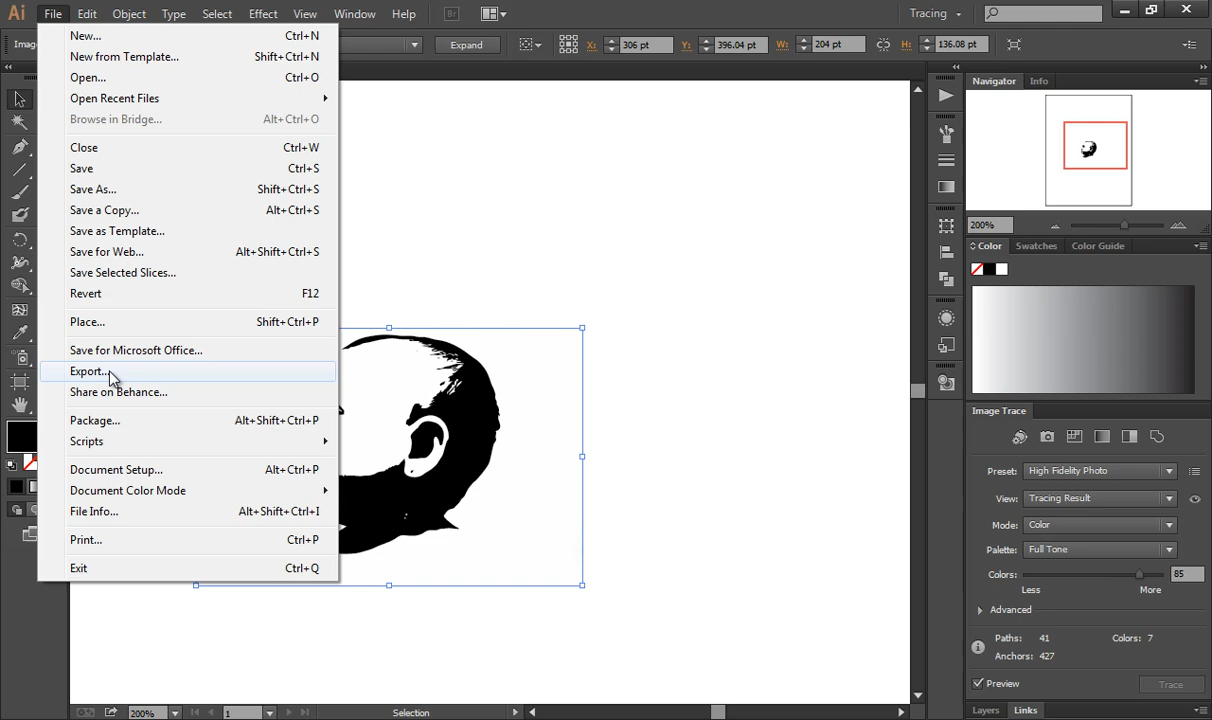 Ai File Edit Object Type Select Effect View Window Help Br Tracing
Expand X: 306 pt Y: 396.04 pt W: 204 pt H: 136.08 pt
New... Ctrl+N
New from Template... Shift+Ctrl+N
Open... Ctrl+O
Open Recent Files
Browse in Bridge... Alt+Ctrl+O
Close Ctrl+W
Save Ctrl+S
Save As... Shift+Ctrl+S
Save a Copy... Alt+Ctrl+S
Save as Template...
Save for Web... Alt+Shift+Ctrl+S
Save Selected Slices...
Revert F12
Place... Shift+Ctrl+P
Save for Microsoft Office...
Export...
Share on Behance...
Package... Alt+Shift+Ctrl+P
Scripts
Document Setup... Alt+Ctrl+P
Document Color Mode
File Info... Alt+Shift+Ctrl+I
Print... Ctrl+P
Exit Ctrl+Q
Navigator Info
200%
Color Swatches Color Guide
Image Trace
Preset: High Fidelity Photo
View: Tracing Result
Mode: Color
Palette: Full Tone
Colors: 85
Less More
Advanced
Paths: 41 Colors: 7
Anchors: 427
Preview Trace
Layers Links
200% 1 Selection